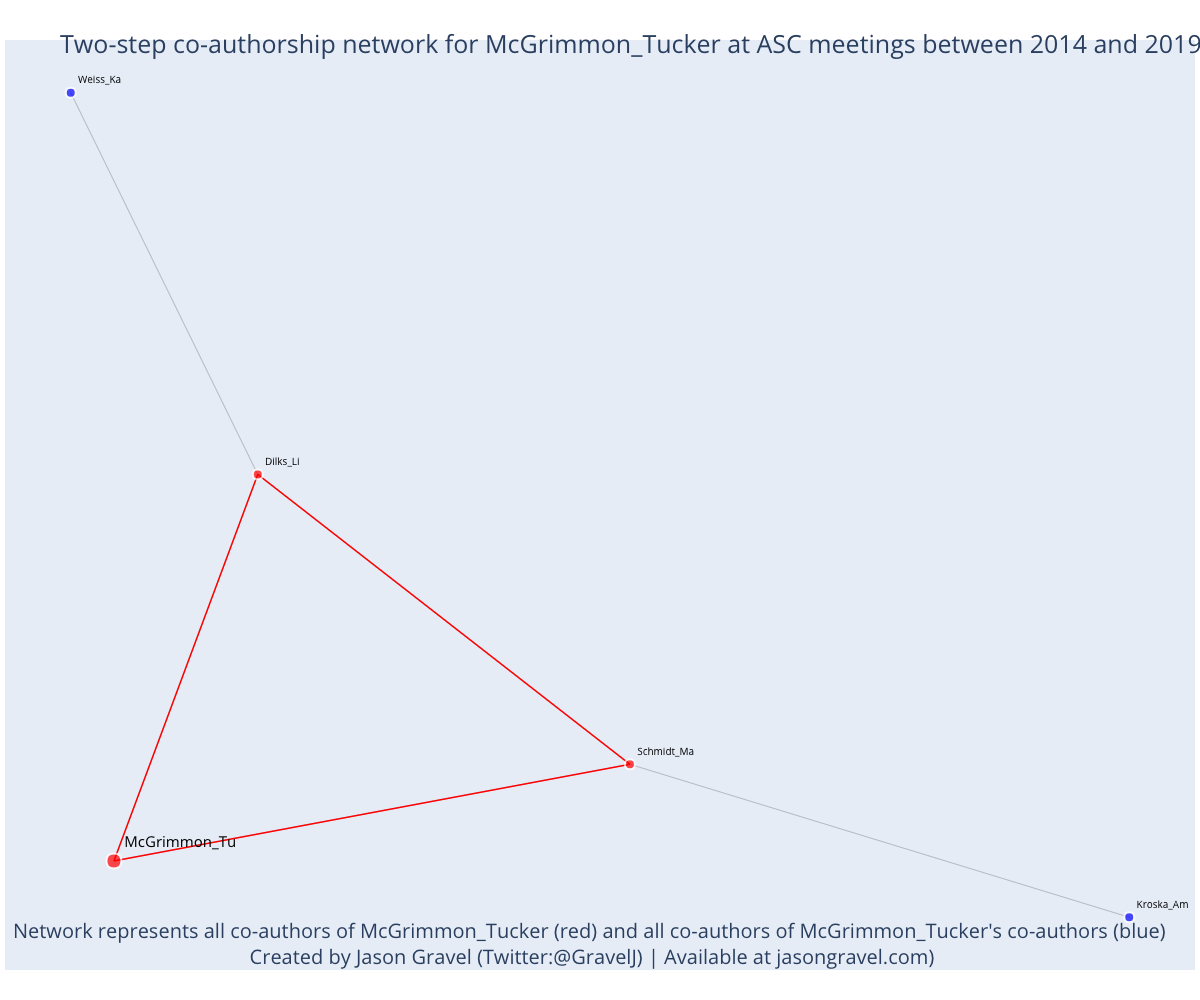 Two-step co-authorship network for McGrimmon_Tucker at ASC meetings between 2014 and 2019
Weiss_Ka
Dilks_Li
Schmidt_Ma
McGrimmon_Tu
Kroska_Am
Network represents all co-authors of McGrimmon_Tucker (red) and all co-authors of McGrimmon_Tucker's co-authors (blue)
Created by Jason Gravel (Twitter:@GravelJ) | Available at jasongravel.com)